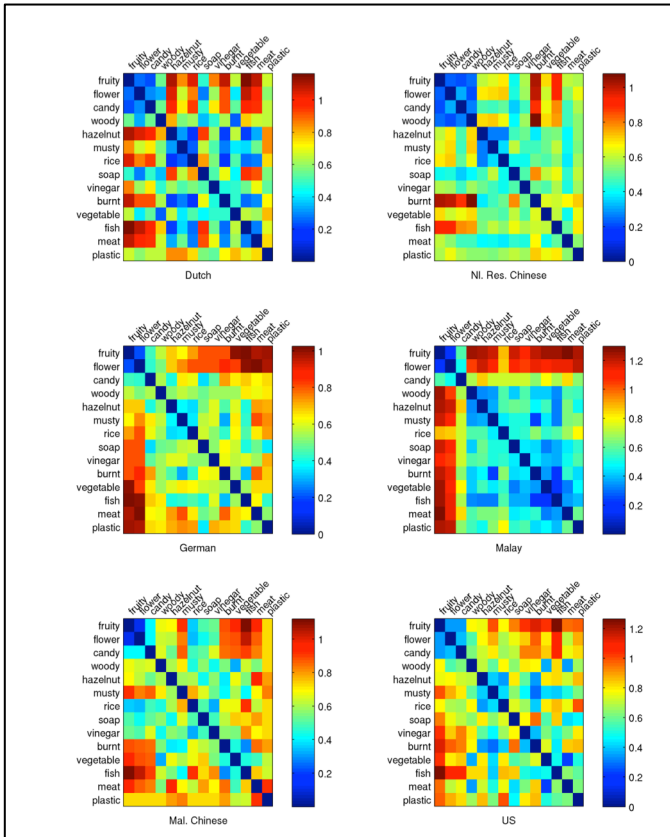 fruity flower candy woody hazelnut musty rice soap vinegar burnt vegetable fish meat plastic
fruity
flower
candy
woody
hazelnut
musty
rice
soap
vinegar
burnt
vegetable
fish
meat
plastic
1
0.8
0.6
0.4
0.2
Dutch
fruity flower candy woody hazelnut musty rice soap vinegar burnt vegetable fish meat plastic
fruity
flower
candy
woody
hazelnut
musty
rice
soap
vinegar
burnt
vegetable
fish
meat
plastic
1
0.8
0.6
0.4
0.2
0
Nl. Res. Chinese
fruity flower candy woody hazelnut musty rice soap vinegar burnt vegetable fish meat plastic
fruity
flower
candy
woody
hazelnut
musty
rice
soap
vinegar
burnt
vegetable
fish
meat
plastic
1
0.8
0.6
0.4
0.2
0
German
fruity flower candy woody hazelnut musty rice soap vinegar burnt vegetable fish meat plastic
fruity
flower
candy
woody
hazelnut
musty
rice
soap
vinegar
burnt
vegetable
fish
meat
plastic
1.2
1
0.8
0.6
0.4
0.2
Malay
fruity flower candy woody hazelnut musty rice soap vinegar burnt vegetable fish meat plastic
fruity
flower
candy
woody
hazelnut
musty
rice
soap
vinegar
burnt
vegetable
fish
meat
plastic
1
0.8
0.6
0.4
0.2
Mal. Chinese
fruity flower candy woody hazelnut musty rice soap vinegar burnt vegetable fish meat plastic
fruity
flower
candy
woody
hazelnut
musty
rice
soap
vinegar
burnt
vegetable
fish
meat
plastic
1.2
1
0.8
0.6
0.4
0.2
0
US